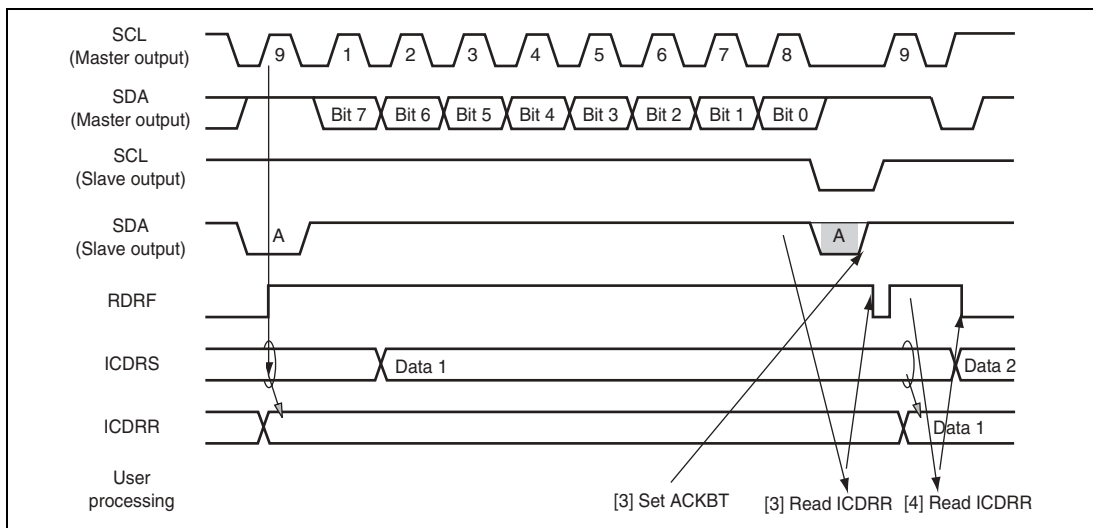 SCL
(Master output)
9 1 2 3 4 5 6 7 8 9
SDA
(Master output)
Bit 7 Bit 6 Bit 5 Bit 4 Bit 3 Bit 2 Bit 1 Bit 0
SCL
(Slave output)
SDA
(Slave output)
A A
RDRF
ICDRS
Data 1 Data 2
ICDRR
Data 1
User
processing
[3] Set ACKBT [3] Read ICDRR [4] Read ICDRR